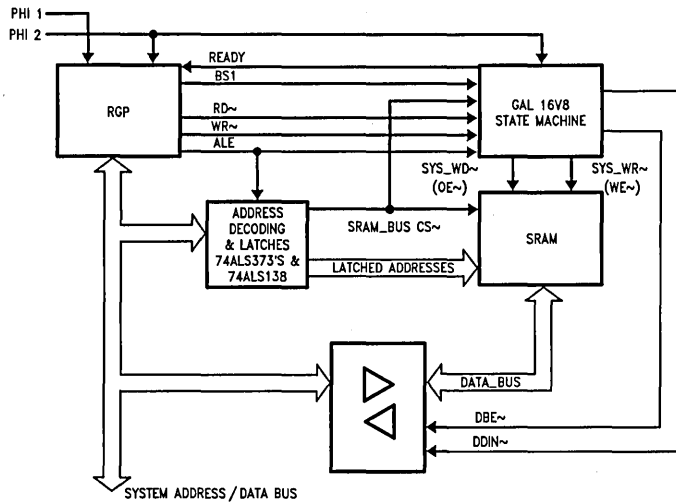 PHI 1
PHI 2
READY
BS1
RGP
RD~
WR~
ALE
GAL 16V8
STATE MACHINE
SYS_WD~
(OE~)
SYS_WR~
(WE~)
ADDRESS
DECODING
& LATCHES
74ALS373'S &
74ALS138
SRAM_BUS CS~
SRAM
LATCHED ADDRESSES
DATA_BUS
DBE~
DDIN~
SYSTEM ADDRESS / DATA BUS